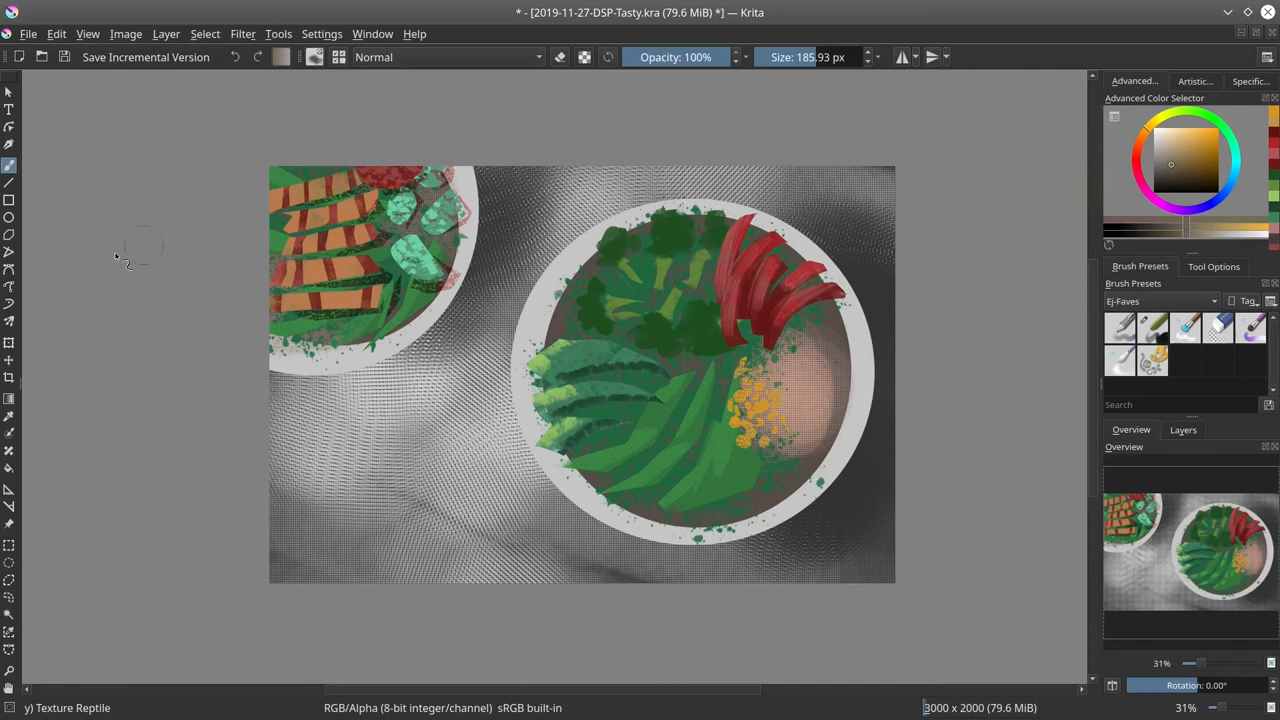 * - [2019-11-27-DSP-Tasty.kra (79.6 MiB) *] — Krita
File Edit View Image Layer Select Filter Tools Settings Window Help
Save Incremental Version Normal Opacity: 100% Size: 185.93 px
Advanced... Artistic... Specific...
Advanced Color Selector
Brush Presets Tool Options
Brush Presets
Ej-Faves Tag
Search
Overview Layers
Overview
31%
Rotation: 0.00°
y) Texture Reptile RGB/Alpha (8-bit integer/channel) sRGB built-in 3000 x 2000 (79.6 MiB) 31%